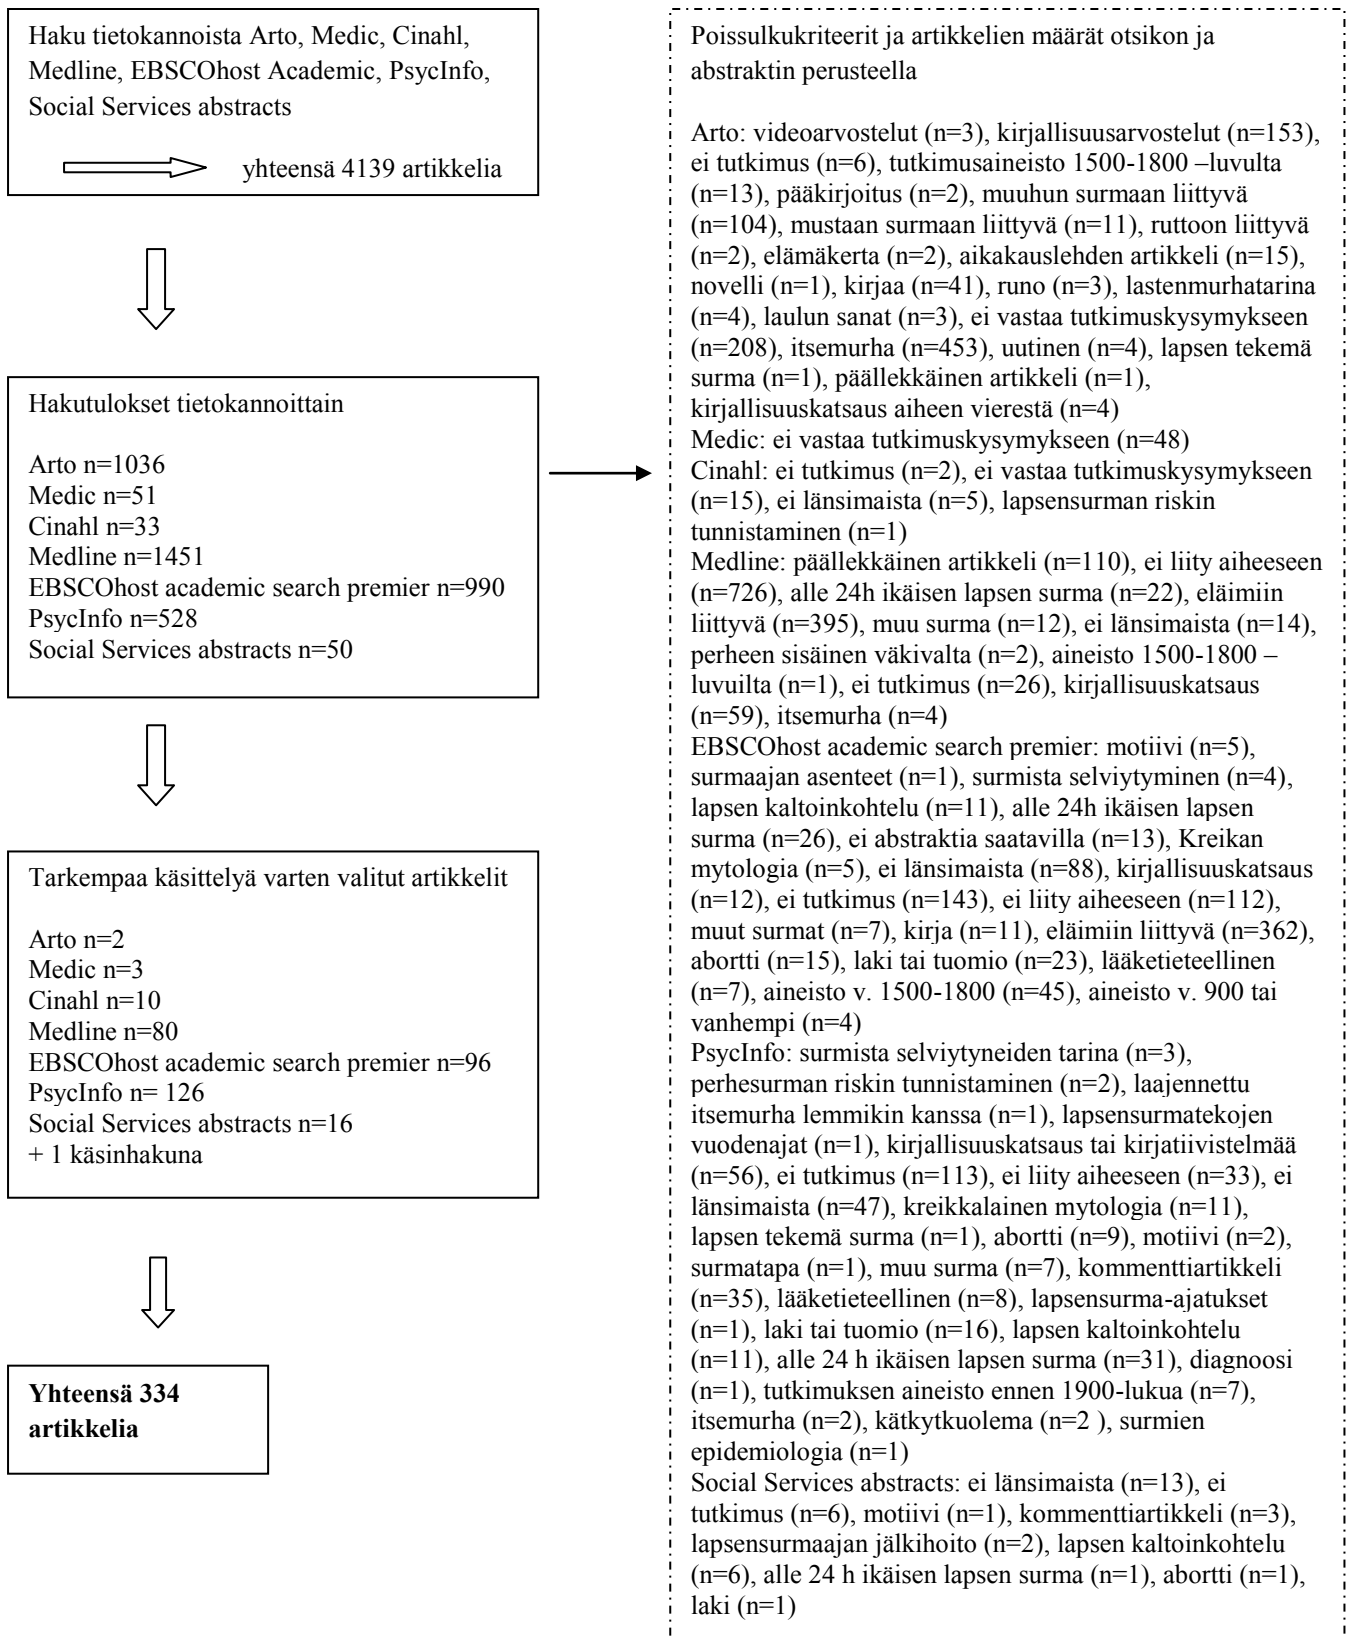 Haku tietokannoista Arto, Medic, Cinahl,
Medline, EBSCOhost Academic, PsycInfo,
Social Services abstracts
yhteensä 4139 artikkelia
Hakutulokset tietokannoittain
Arto n=1036
Medic n=51
Cinahl n=33
Medline n=1451
EBSCOhost academic search premier n=990
PsycInfo n=528
Social Services abstracts n=50
Tarkempaa käsittelyä varten valitut artikkelit
Arto n=2
Medic n=3
Cinahl n=10
Medline n=80
EBSCOhost academic search premier n=96
PsycInfo n= 126
Social Services abstracts n=16
+ 1 käsinhakuna
Yhteensä 334
artikkelia
Poissulkukriteerit ja artikkelien määrät otsikon ja
abstraktin perusteella
Arto: videoarvostelut (n=3), kirjallisuusarvostelut (n=153),
ei tutkimus (n=6), tutkimusaineisto 1500-1800 –luvulta
(n=13), pääkirjoitus (n=2), muuhun surmaan liittyvä
(n=104), mustaan surmaan liittyvä (n=11), ruttoon liittyvä
(n=2), elämäkerta (n=2), aikakauslehden artikkeli (n=15),
novelli (n=1), kirjaa (n=41), runo (n=3), lastenmurhatarina
(n=4), laulun sanat (n=3), ei vastaa tutkimuskysymykseen
(n=208), itsemurha (n=453), uutinen (n=4), lapsen tekemä
surma (n=1), päällekkäinen artikkeli (n=1),
kirjallisuuskatsaus aiheen vierestä (n=4)
Medic: ei vastaa tutkimuskysymykseen (n=48)
Cinahl: ei tutkimus (n=2), ei vastaa tutkimuskysymykseen
(n=15), ei länsimaista (n=5), lapsensurman riskin
tunnistaminen (n=1)
Medline: päällekkäinen artikkeli (n=110), ei liity aiheeseen
(n=726), alle 24h ikäisen lapsen surma (n=22), eläimiin
liittyvä (n=395), muu surma (n=12), ei länsimaista (n=14),
perheen sisäinen väkivalta (n=2), aineisto 1500-1800 –
luvuilta (n=1), ei tutkimus (n=26), kirjallisuuskatsaus
(n=59), itsemurha (n=4)
EBSCOhost academic search premier: motiivi (n=5),
surmaajan asenteet (n=1), surmista selviytyminen (n=4),
lapsen kaltoinkohtelu (n=11), alle 24h ikäisen lapsen
surma (n=26), ei abstraktia saatavilla (n=13), Kreikan
mytologia (n=5), ei länsimaista (n=88), kirjallisuuskatsaus
(n=12), ei tutkimus (n=143), ei liity aiheeseen (n=112),
muut surmat (n=7), kirja (n=11), eläimiin liittyvä (n=362),
abortti (n=15), laki tai tuomio (n=23), lääketieteellinen
(n=7), aineisto v. 1500-1800 (n=45), aineisto v. 900 tai
vanhempi (n=4)
PsycInfo: surmista selviytyneiden tarina (n=3),
perhesurman riskin tunnistaminen (n=2), laajennettu
itsemurha lemmikin kanssa (n=1), lapsensurmatekojen
vuodenajat (n=1), kirjallisuuskatsaus tai kirjatiivistelmää
(n=56), ei tutkimus (n=113), ei liity aiheeseen (n=33), ei
länsimaista (n=47), kreikkalainen mytologia (n=11),
lapsen tekemä surma (n=1), abortti (n=9), motiivi (n=2),
surmatapa (n=1), muu surma (n=7), kommenttiartikkeli
(n=35), lääketieteellinen (n=8), lapsensurma-ajatukset
(n=1), laki tai tuomio (n=16), lapsen kaltoinkohtelu
(n=11), alle 24 h ikäisen lapsen surma (n=31), diagnoosi
(n=1), tutkimuksen aineisto ennen 1900-lukua (n=7),
itsemurha (n=2), kätkytkuolema (n=2 ), surmien
epidemiologia (n=1)
Social Services abstracts: ei länsimaista (n=13), ei
tutkimus (n=6), motiivi (n=1), kommenttiartikkeli (n=3),
lapsensurmaajan jälkihoito (n=2), lapsen kaltoinkohtelu
(n=6), alle 24 h ikäisen lapsen surma (n=1), abortti (n=1),
laki (n=1)